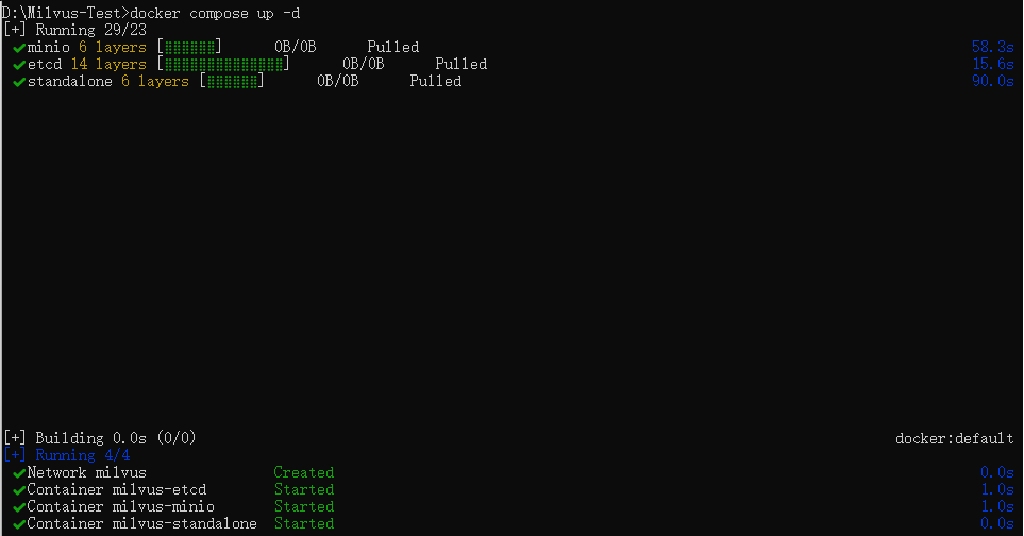 D:\Milvus-Test>docker compose up -d
[+] Running 29/23
✔minio 6 layers [⣿⣿⣿⣿⣿⣿] 0B/0B Pulled 58.3s
✔etcd 14 layers [⣿⣿⣿⣿⣿⣿⣿⣿⣿⣿⣿⣿⣿⣿] 0B/0B Pulled 15.6s
✔standalone 6 layers [⣿⣿⣿⣿⣿⣿] 0B/0B Pulled 90.0s
[+] Building 0.0s (0/0) docker:default
[+] Running 4/4
✔Network milvus Created 0.0s
✔Container milvus-etcd Started 1.0s
✔Container milvus-minio Started 1.0s
✔Container milvus-standalone Started 0.0s